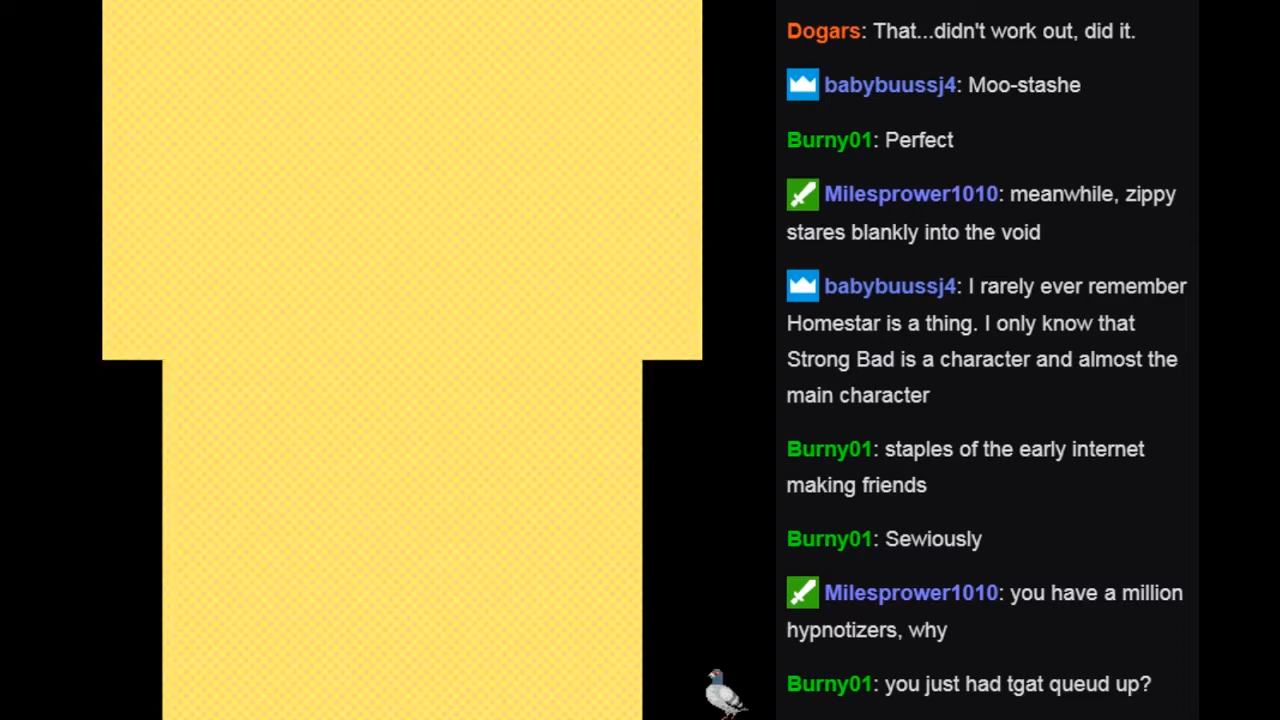 Dogars: That...didn't work out, did it.
babybuussj4: Moo-stashe
Burny01: Perfect
Milesprower1010: meanwhile, zippy
stares blankly into the void
babybuussj4: I rarely ever remember
Homestar is a thing. I only know that
Strong Bad is a character and almost the
main character
Burny01: staples of the early internet
making friends
Burny01: Sewiously
Milesprower1010: you have a million
hypnotizers, why
Burny01: you just had tgat queud up?